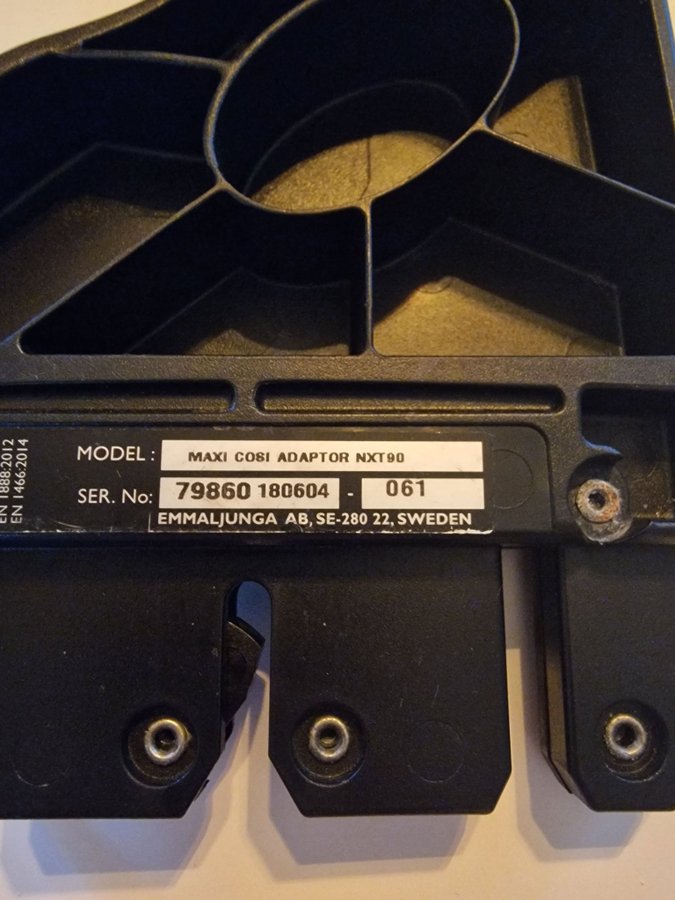 MODEL : MAXI COSI ADAPTOR NXT90
SER. No: 79860 180604 - 061
EMMALJUNGA AB, SE-280 22, SWEDEN
EN 1888:2012
EN 1466:2014